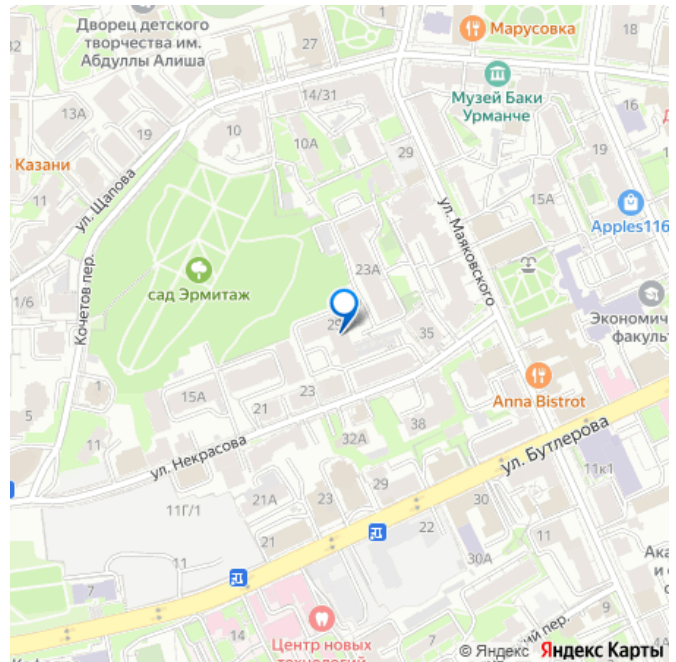 Дворец детского
творчества им.
Абдуллы Алиша
32
27
Марусовка
18
14/31
Музей Баки
Урманче
13А
19
10
10А
29
16
19
Казани
11
ул. Щапова
15А
Apples116
ул. Маяковского
23А
сад Эрмитаж
Кочетов пер.
1/6
Экономич
факульт
29
35
1
15А
21
23
Anna Bistrot
5
11
ул. Некрасова
32А
38
ул. Бутлерова
11к1
21А
23
29
30
11Г/1
22
11
21
30А
11
Ака
и
с
7
14
Центр новых
технологий
7
ий пер.
9
© Яндекс Яндекс Карты